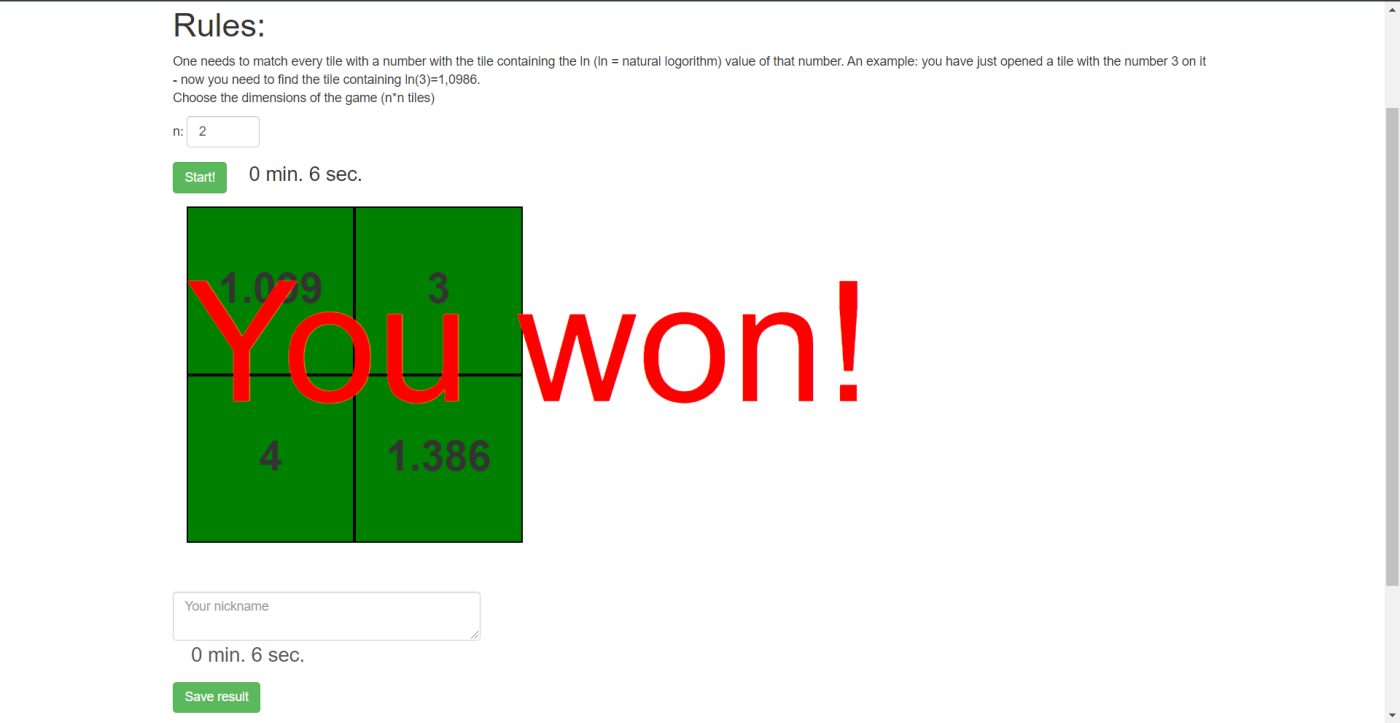 Rules:
One needs to match every tile with a number with the tile containing the ln (ln = natural logorithm) value of that number. An example: you have just opened a tile with the number 3 on it
- now you need to find the tile containing ln(3)=1,0986.
Choose the dimensions of the game (n*n tiles)
n: 2
Start! 0 min. 6 sec.
1.099 3
You won!
4 1.386
Your nickname
0 min. 6 sec.
Save result